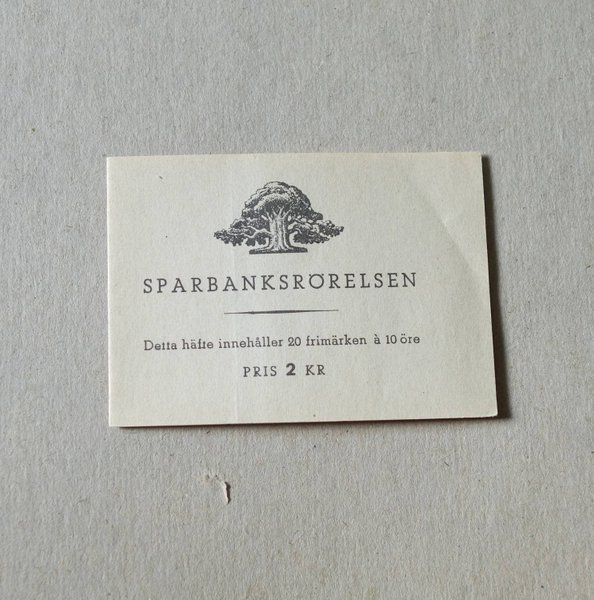 SPARBANKSRÖRELSEN
Detta häfte innehåller 20 frimärken à 10 öre
PRIS 2 KR